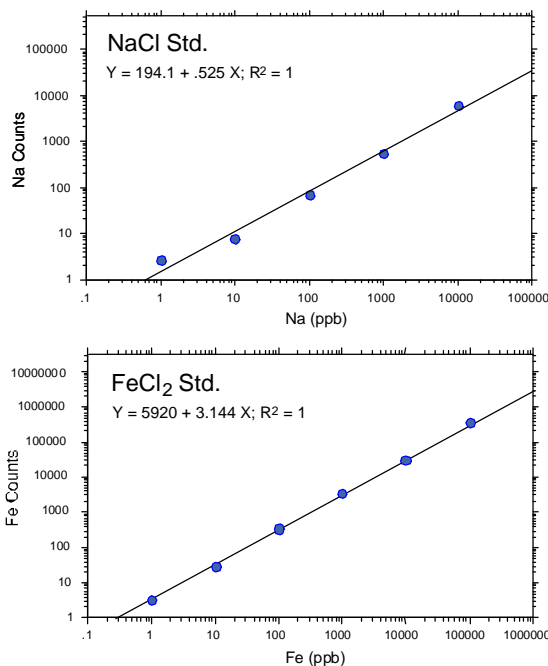 NaCl Std.
Y = 194.1 + .525 X; R2 = 1
100000
10000
1000
100
10
1
Na Counts
.1 1 10 100 1000 10000 100000
Na (ppb)
FeCl2 Std.
Y = 5920 + 3.144 X; R2 = 1
10000000
1000000
100000
10000
1000
100
10
1
Fe Counts
.1 1 10 100 1000 10000 100000
Fe (ppb)